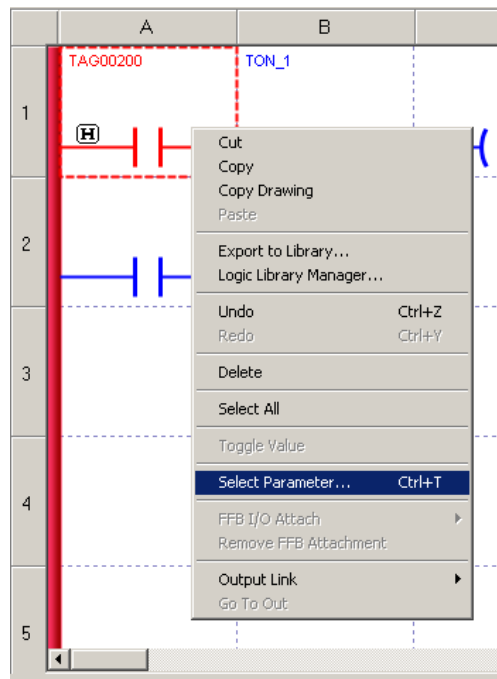 A B
1
TAG00200 TON_1
H
Cut
Copy
Copy Drawing
Paste
2
Export to Library...
Logic Library Manager...
Undo Ctrl+Z
Redo Ctrl+Y
3
Delete
Select All
Toggle Value
Select Parameter... Ctrl+T
4
FFB I/O Attach
Remove FFB Attachment
Output Link
Go To Out
5